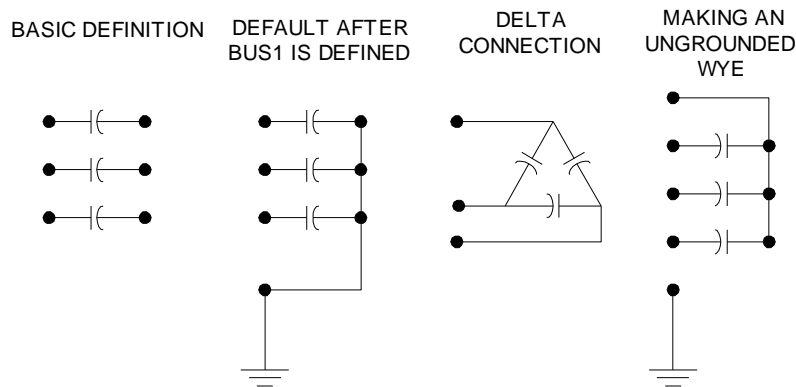 BASIC DEFINITION
DEFAULT AFTER
BUS1 IS DEFINED
DELTA
CONNECTION
MAKING AN
UNGROUNDED
WYE